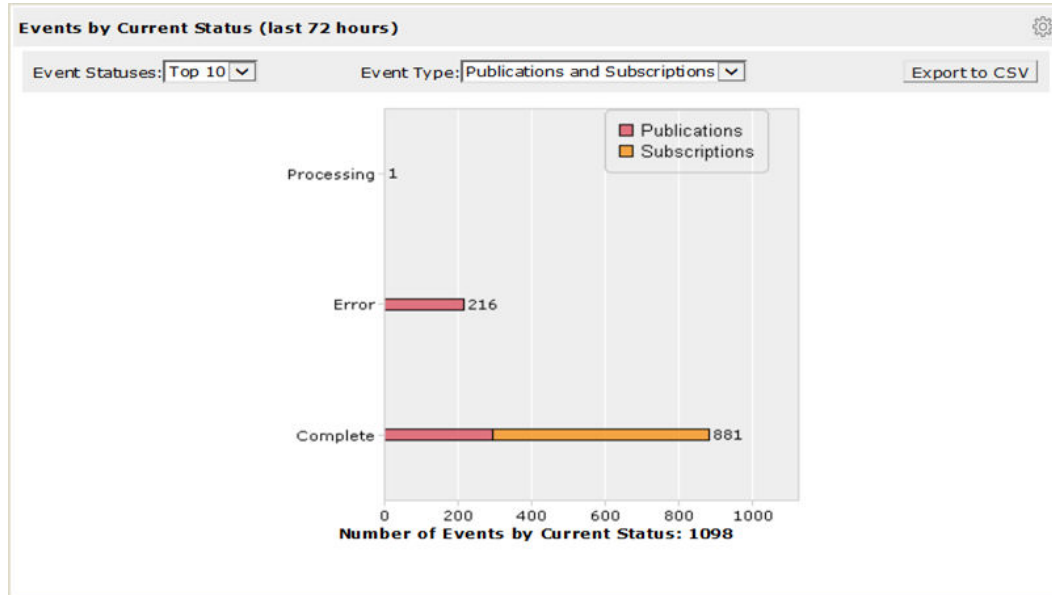 Events by Current Status (last 72 hours)
Event Statuses: Top 10 Event Type: Publications and Subscriptions Export to CSV
Publications
Subscriptions
Processing 1
Error 216
Complete 881
0 200 400 600 800 1000
Number of Events by Current Status: 1098